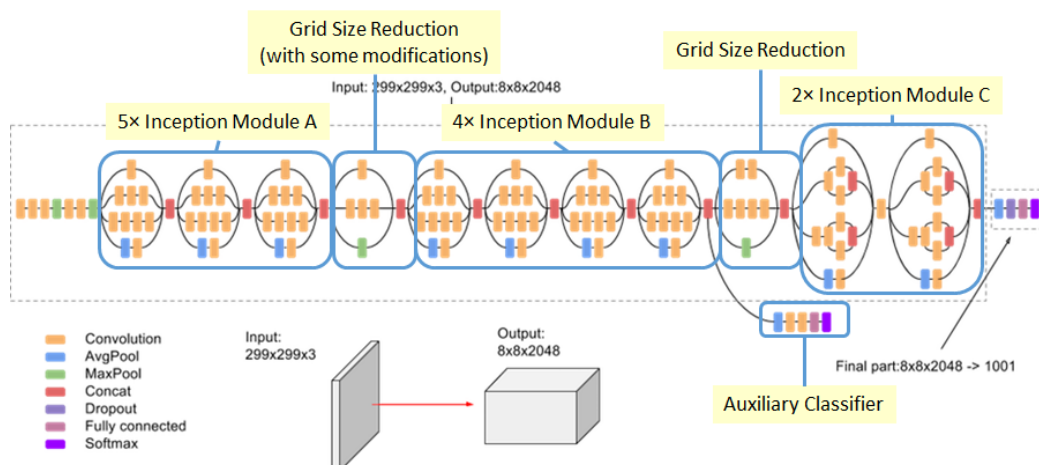 Grid Size Reduction
(with some modifications)
Grid Size Reduction
Input: 299x299x3, Output:8x8x2048
5× Inception Module A
4× Inception Module B
2× Inception Module C
Convolution
AvgPool
MaxPool
Concat
Dropout
Fully connected
Softmax
Input:
299x299x3
Output:
8x8x2048
Final part:8x8x2048 -> 1001
Auxiliary Classifier